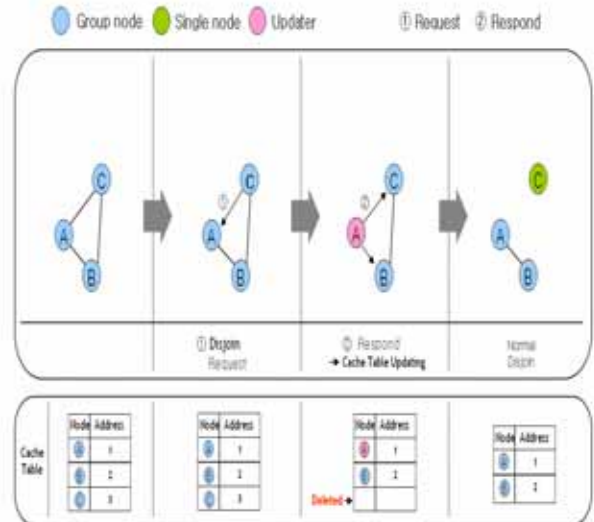 Group node Single node Updater ① Request ② Respond
C C C C
① ②
A A A A
B B B B
① Disjoin ② Respond Normal
Request → Cache Table Updating Disjoin
Cache Table
Node Address
A 1
B 2
C 3
Node Address
A 1
B 2
C 3
Node Address
A 1
B 2
Deleted →
Node Address
A 1
B 2